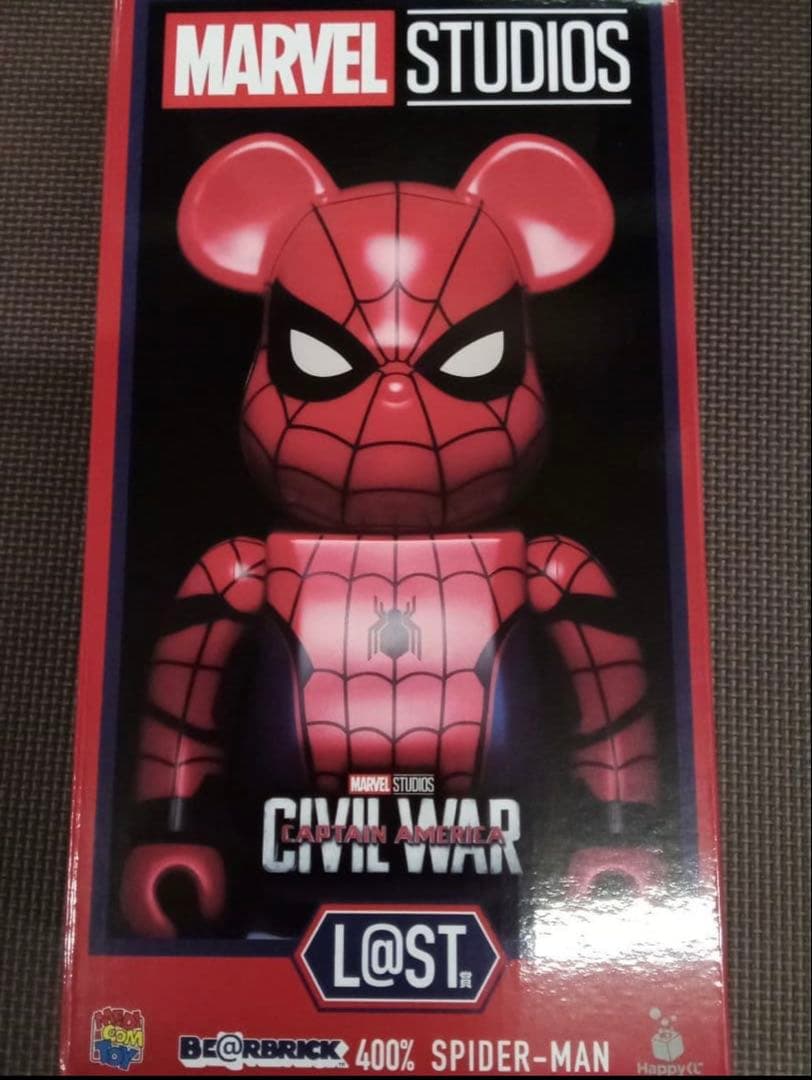 MARVEL STUDIOS
MARVEL STUDIOS
CIVIL WAR
CAPTAIN AMERICA
L@ST
MEDICOM TOY
BE@RBRICK 400% SPIDER-MAN
Happyくじ